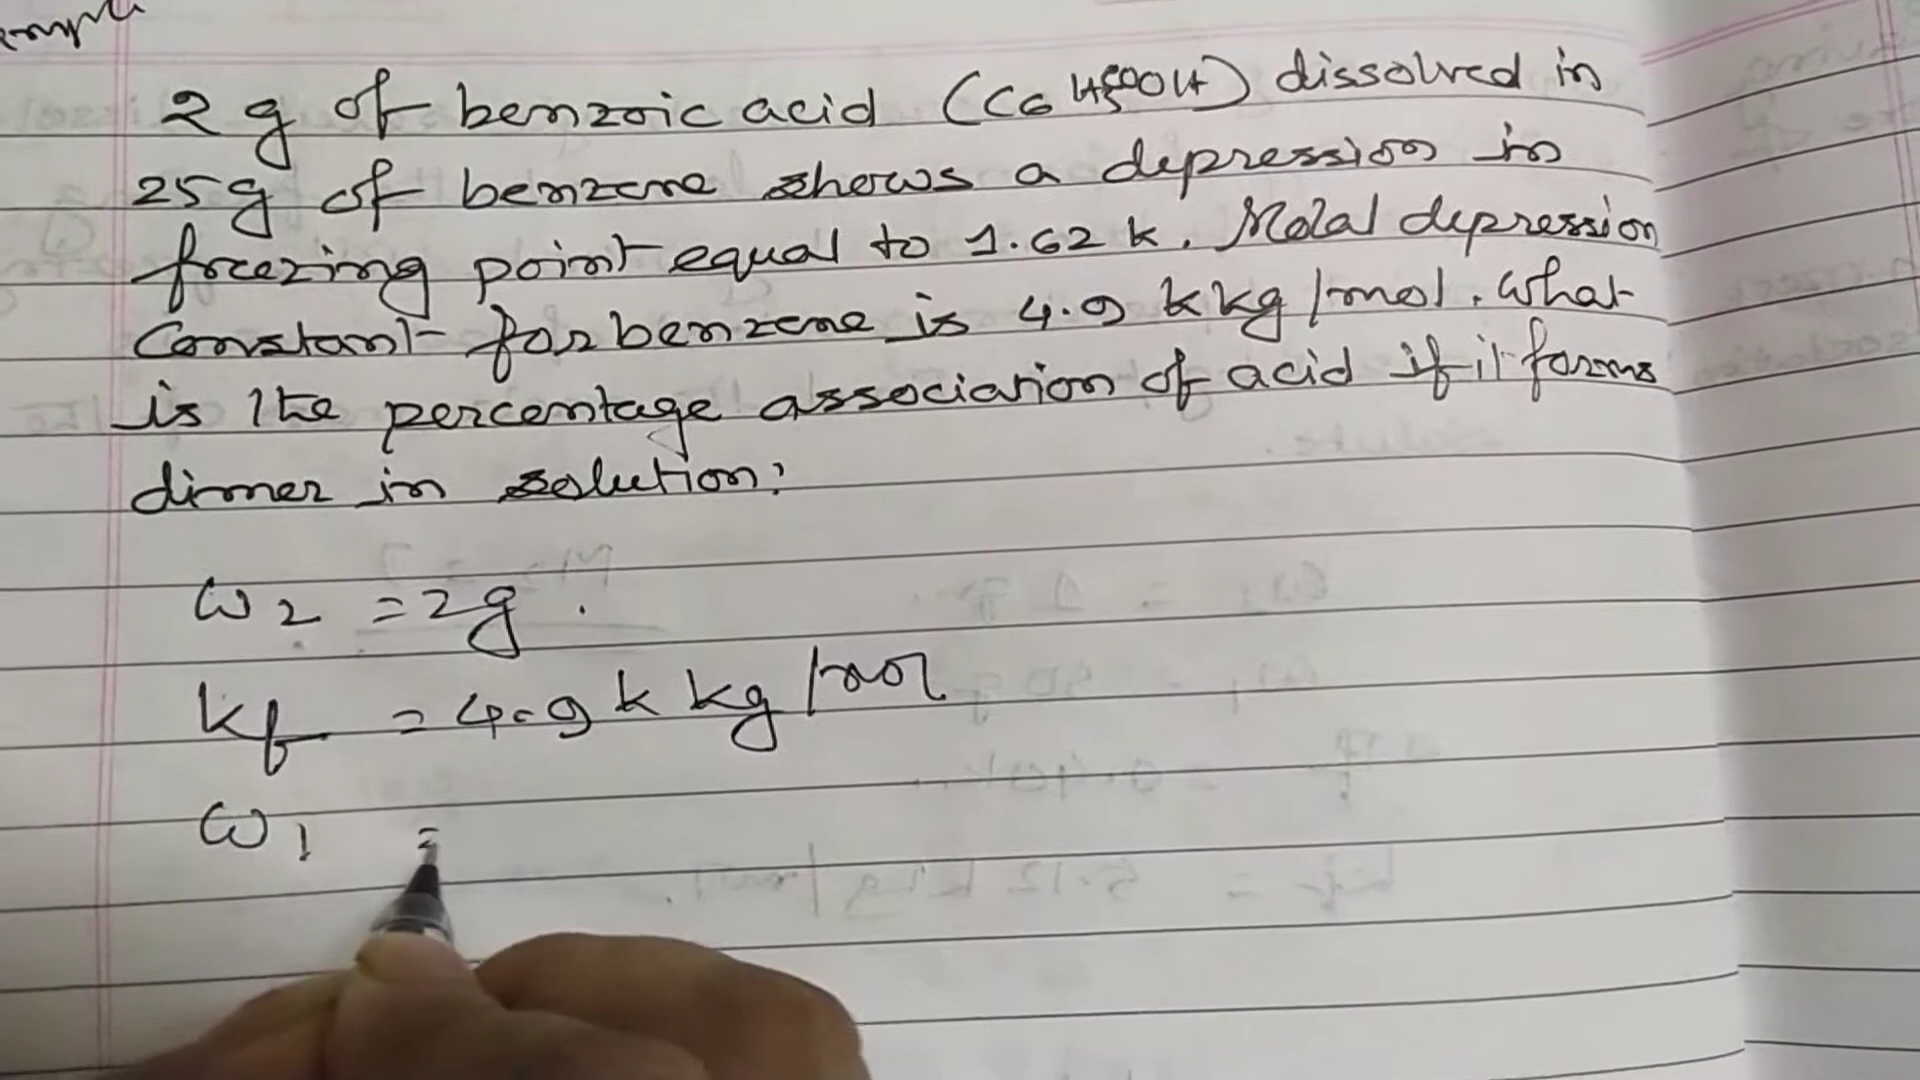 2 g of benzoic acid (C6H5COOH) dissolved in
25g of benzene shows a depression in
freezing point equal to 1.62 k. Molal depression
Constant for benzene is 4.9 k kg/mol. What
is the percentage association of acid if it forms
dimer in solution?
W2 = 2g.
kf = 4.9 k kg/mol
W1 =